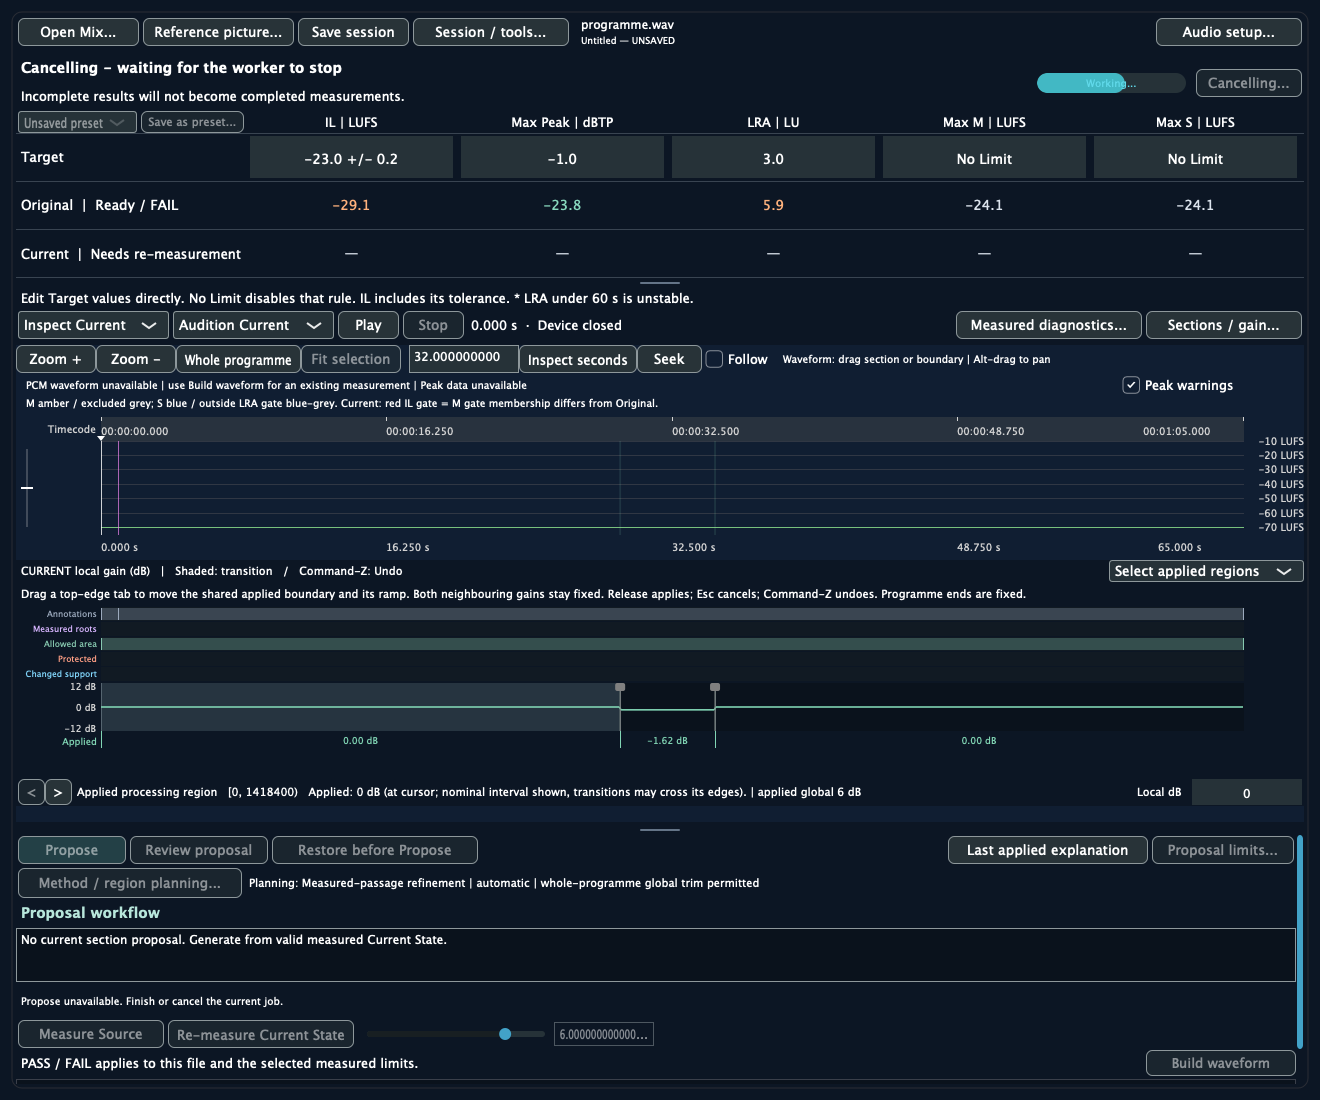 Open Mix... Reference picture... Save session Session / tools... programme.wav Audio setup...
Untitled — UNSAVED
Cancelling – waiting for the worker to stop
Working... Cancelling...
Incomplete results will not become completed measurements.
Unsaved preset Save as preset... IL | LUFS Max Peak | dBTP LRA | LU Max M | LUFS Max S | LUFS
Target -23.0 +/- 0.2 -1.0 3.0 No Limit No Limit
Original | Ready / FAIL -29.1 -23.8 5.9 -24.1 -24.1
Current | Needs re-measurement — — — — —
Edit Target values directly. No Limit disables that rule. IL includes its tolerance. * LRA under 60 s is unstable.
Inspect Current Audition Current Play Stop 0.000 s · Device closed Measured diagnostics... Sections / gain...
Zoom + Zoom – Whole programme Fit selection 32.000000000 Inspect seconds Seek Follow Waveform: drag section or boundary | Alt-drag to pan
PCM waveform unavailable | use Build waveform for an existing measurement | Peak data unavailable Peak warnings
M amber / excluded grey; S blue / outside LRA gate blue-grey. Current: red IL gate = M gate membership differs from Original.
Timecode 00:00:00.000 00:00:16.250 00:00:32.500 00:00:48.750 00:01:05.000
-10 LUFS
-20 LUFS
-30 LUFS
-40 LUFS
-50 LUFS
-60 LUFS
-70 LUFS
0.000 s 16.250 s 32.500 s 48.750 s 65.000 s
CURRENT local gain (dB) | Shaded: transition / Command-Z: Undo Select applied regions
Drag a top-edge tab to move the shared applied boundary and its ramp. Both neighbouring gains stay fixed. Release applies; Esc cancels; Command-Z undoes. Programme ends are fixed.
Annotations
Measured roots
Allowed area
Protected
Changed support
12 dB
0 dB
-12 dB
Applied 0.00 dB -1.62 dB 0.00 dB
< > Applied processing region [0, 1418400) Applied: 0 dB (at cursor; nominal interval shown, transitions may cross its edges). | applied global 6 dB Local dB 0
Propose Review proposal Restore before Propose Last applied explanation Proposal limits...
Method / region planning... Planning: Measured-passage refinement | automatic | whole-programme global trim permitted
Proposal workflow
No current section proposal. Generate from valid measured Current State.
Propose unavailable. Finish or cancel the current job.
Measure Source Re-measure Current State 6.000000000000...
PASS / FAIL applies to this file and the selected measured limits. Build waveform